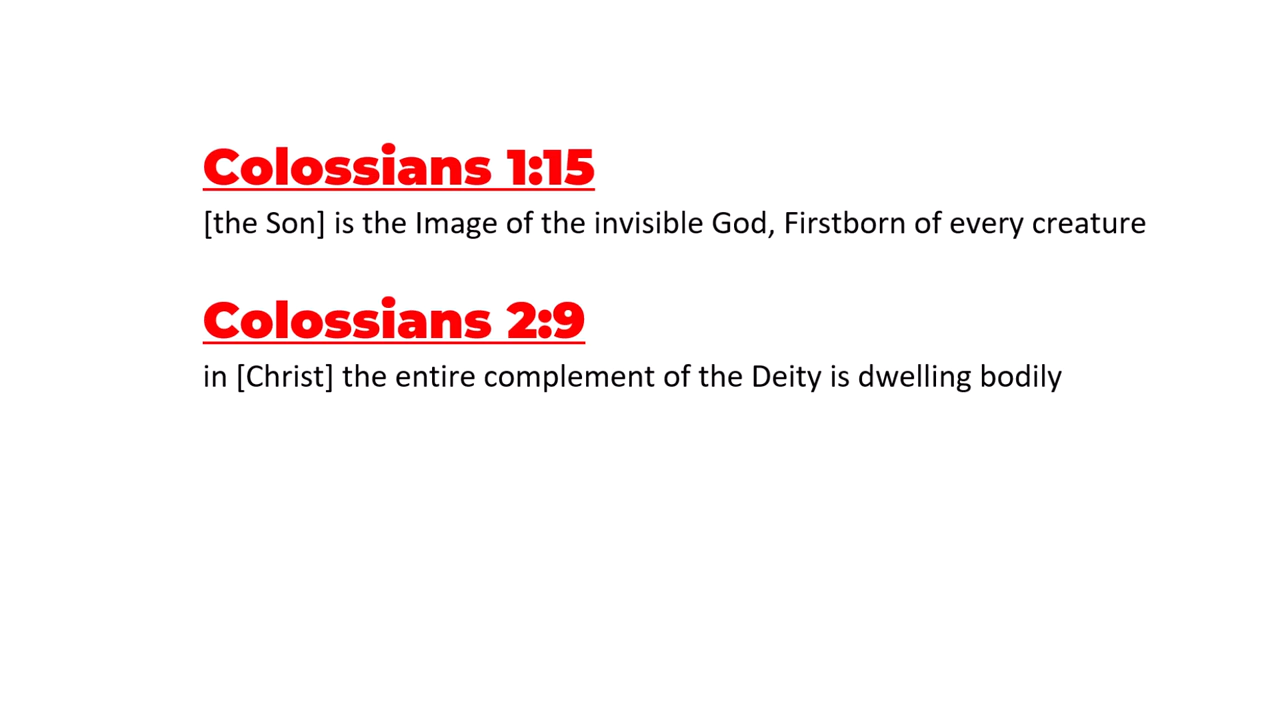 Colossians 1:15
[the Son] is the Image of the invisible God, Firstborn of every creature
Colossians 2:9
in [Christ] the entire complement of the Deity is dwelling bodily